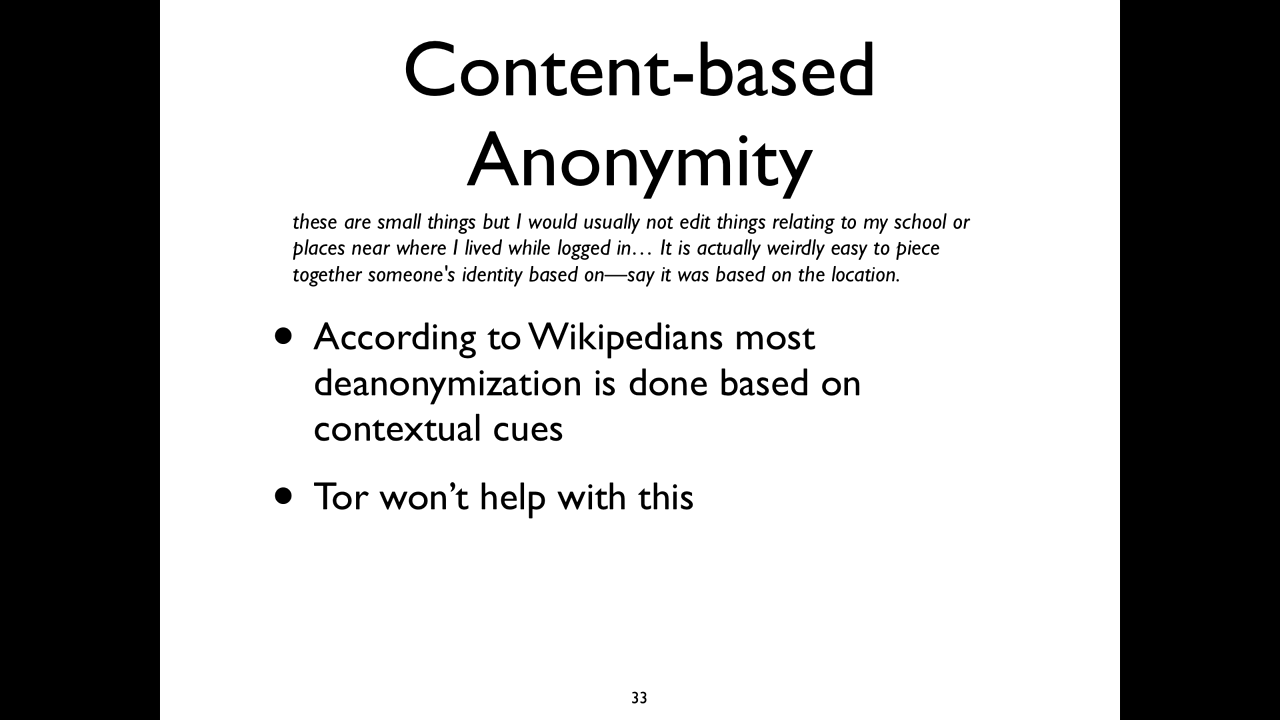 Content-based
Anonymity
these are small things but I would usually not edit things relating to my school or
places near where I lived while logged in… It is actually weirdly easy to piece
together someone's identity based on—say it was based on the location.
• According to Wikipedians most
deanonymization is done based on
contextual cues
• Tor won’t help with this
33